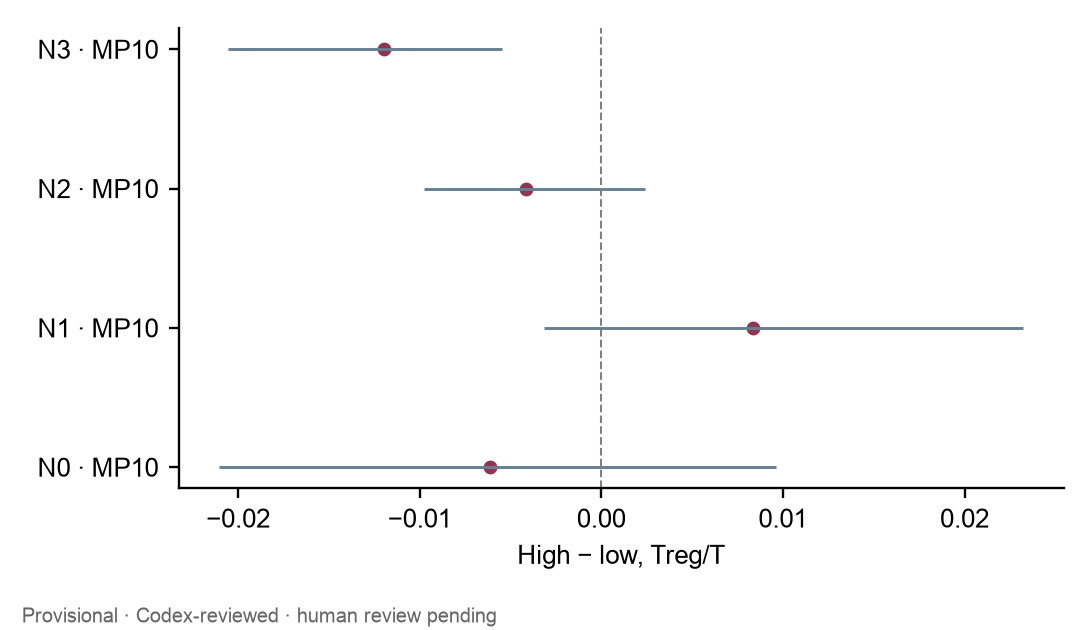 N3 · MP10
N2 · MP10
N1 · MP10
N0 · MP10
−0.02 −0.01 0.00 0.01 0.02
High − low, Treg/T
Provisional · Codex-reviewed · human review pending